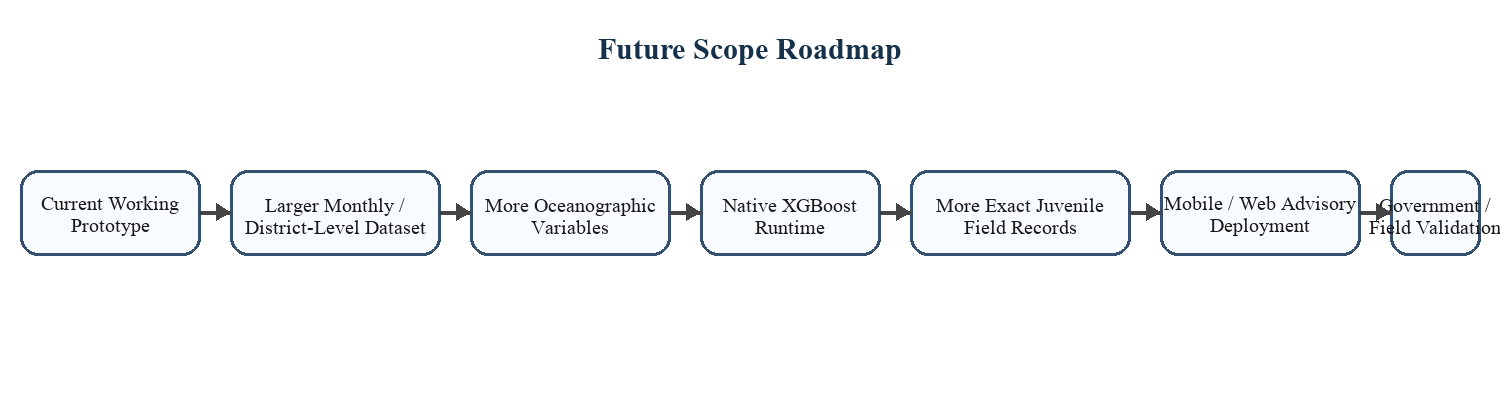 Future Scope Roadmap
Current Working
Prototype
Larger Monthly /
District-Level Dataset
More Oceanographic
Variables
Native XGBoost
Runtime
More Exact Juvenile
Field Records
Mobile / Web Advisory
Deployment
Government /
Field Validation